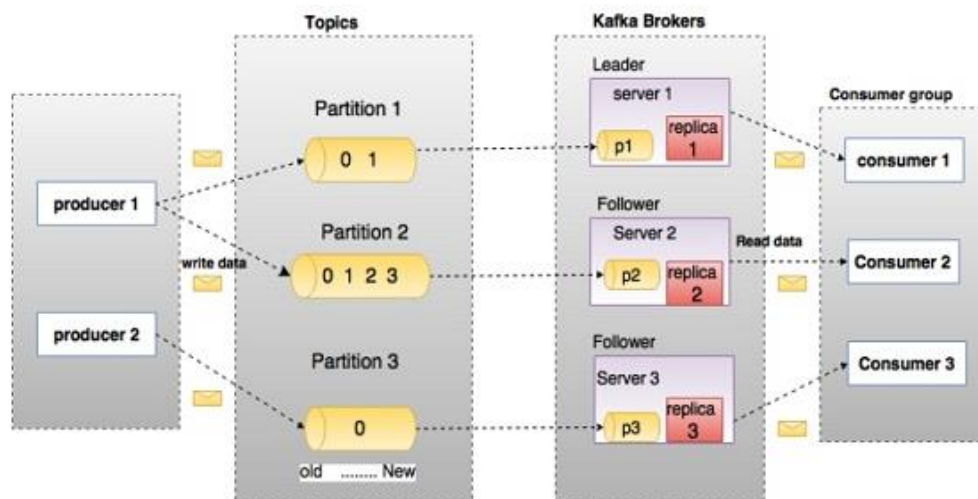 Topics
Kafka Brokers
Leader
server 1
Consumer group
Partition 1
replica
1
p1
0 1
consumer 1
producer 1
Follower
Partition 2
Server 2
Read data
write data
Consumer 2
0 1 2 3
p2
replica
2
producer 2
Follower
Partition 3
Server 3
Consumer 3
replica
3
0
p3
old ........ New